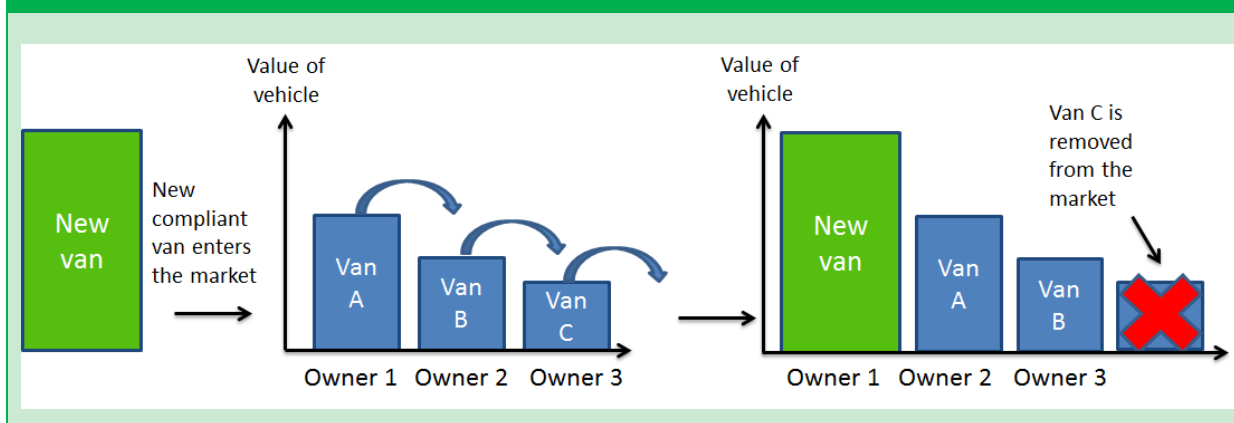 New
van
New
compliant
van enters
the market
Value of
vehicle
Van
A
Van
B
Van
C
Owner 1 Owner 2 Owner 3
Value of
vehicle
New
van
Van
A
Van
B
Van C is
removed
from the
market
Owner 1 Owner 2 Owner 3